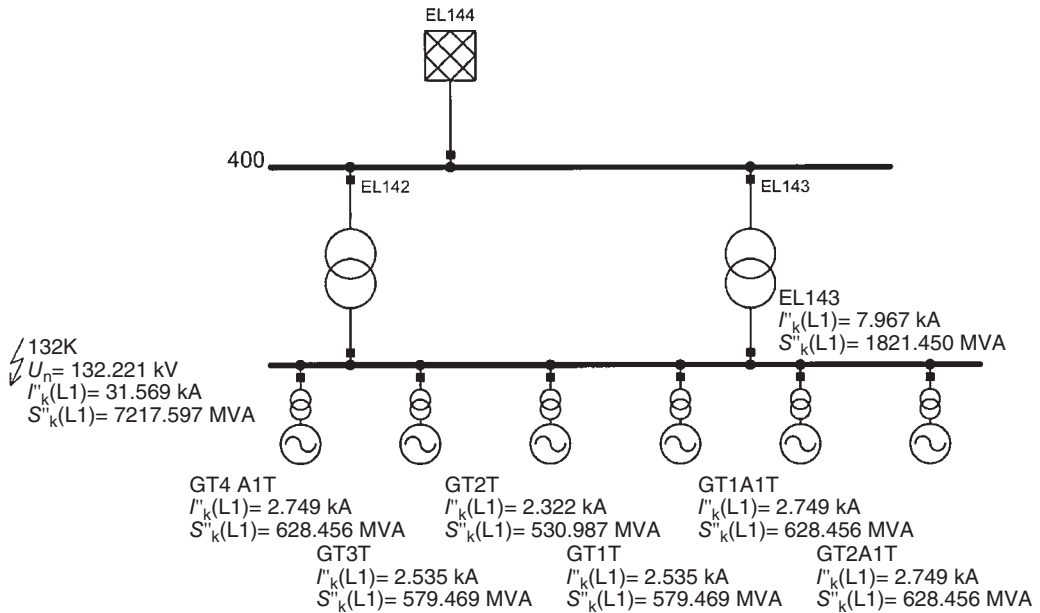 EL144
400
EL142
EL143
EL143
I"k(L1)= 7.967 kA
S"k(L1)= 1821.450 MVA
132K
Un= 132.221 kV
I"k(L1)= 31.569 kA
S"k(L1)= 7217.597 MVA
GT4 A1T
I"k(L1)= 2.749 kA
S"k(L1)= 628.456 MVA
GT2T
I"k(L1)= 2.322 kA
S"k(L1)= 530.987 MVA
GT1A1T
I"k(L1)= 2.749 kA
S"k(L1)= 628.456 MVA
GT3T
I"k(L1)= 2.535 kA
S"k(L1)= 579.469 MVA
GT1T
I"k(L1)= 2.535 kA
S"k(L1)= 579.469 MVA
GT2A1T
I"k(L1)= 2.749 kA
S"k(L1)= 628.456 MVA